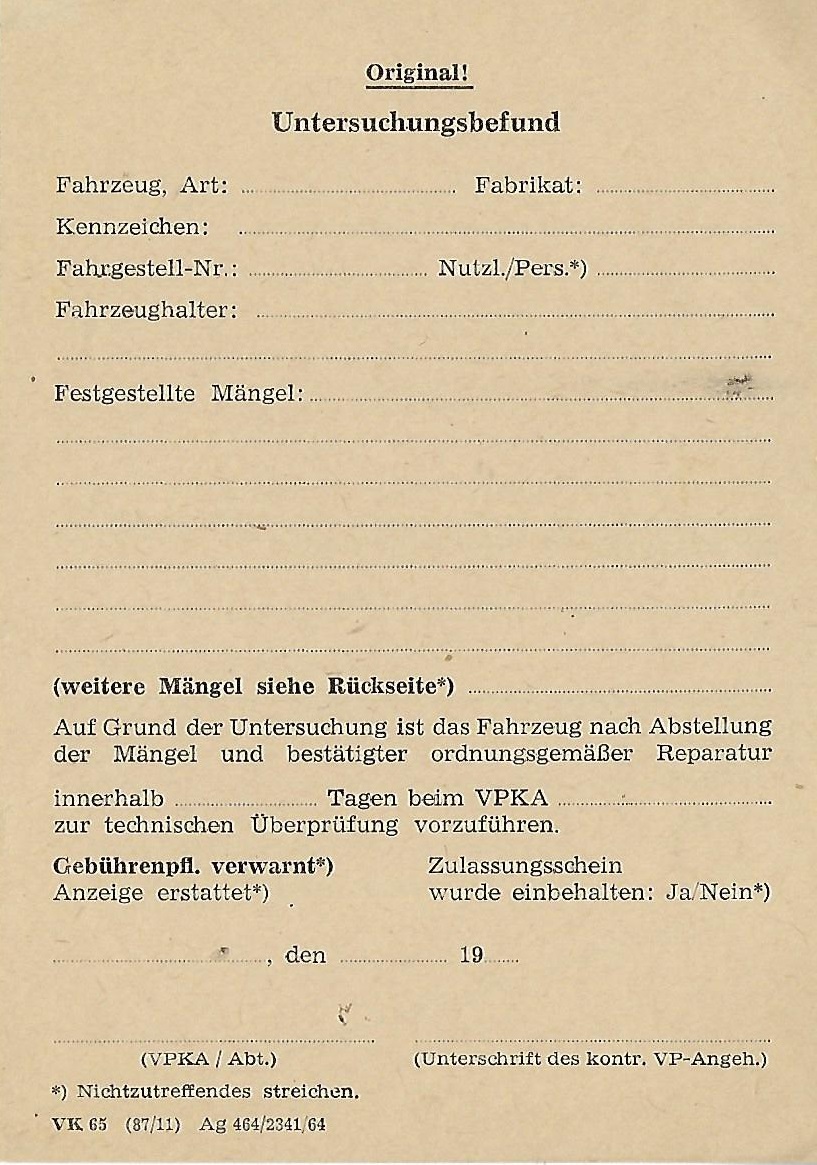 Original!
Untersuchungsbefund
Fahrzeug, Art: ........................ Fabrikat: ........................
Kennzeichen: ........................
Fahrgestell-Nr.: ........................ Nutzl./Pers.*) ........................
Fahrzeughalter: ........................
Festgestellte Mängel: ........................
(weitere Mängel siehe Rückseite*) ........................
Auf Grund der Untersuchung ist das Fahrzeug nach Abstellung
der Mängel und bestätigter ordnungsgemäßer Reparatur
innerhalb ........................ Tagen beim VPKA ........................
zur technischen Überprüfung vorzuführen.
Gebührenpfl. verwarnt*) Zulassungsschein
Anzeige erstattet*) wurde einbehalten: Ja/Nein*)
........................, den ........................ 19......
(VPKA / Abt.) (Unterschrift des kontr. VP-Angeh.)
*) Nichtzutreffendes streichen.
VK 65 (87/11) Ag 464/2341/64